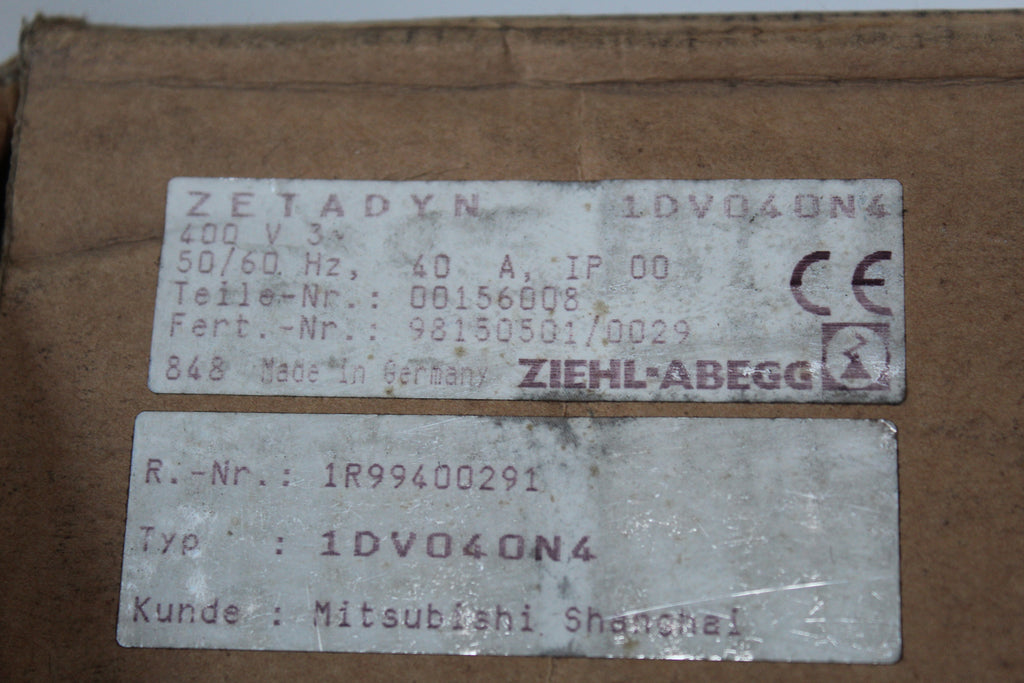 ZETADYN 1DV040N4
400 V 3~
50/60 Hz, 40 A, IP 00
Teile-Nr.: 00156008
Fert.-Nr.: 98150501/0029
CE
848 Made in Germany ZIEHL-ABEGG
R.-Nr.: 1R99400291
Typ : 1DV040N4
Kunde : Mitsubishi Shanghai